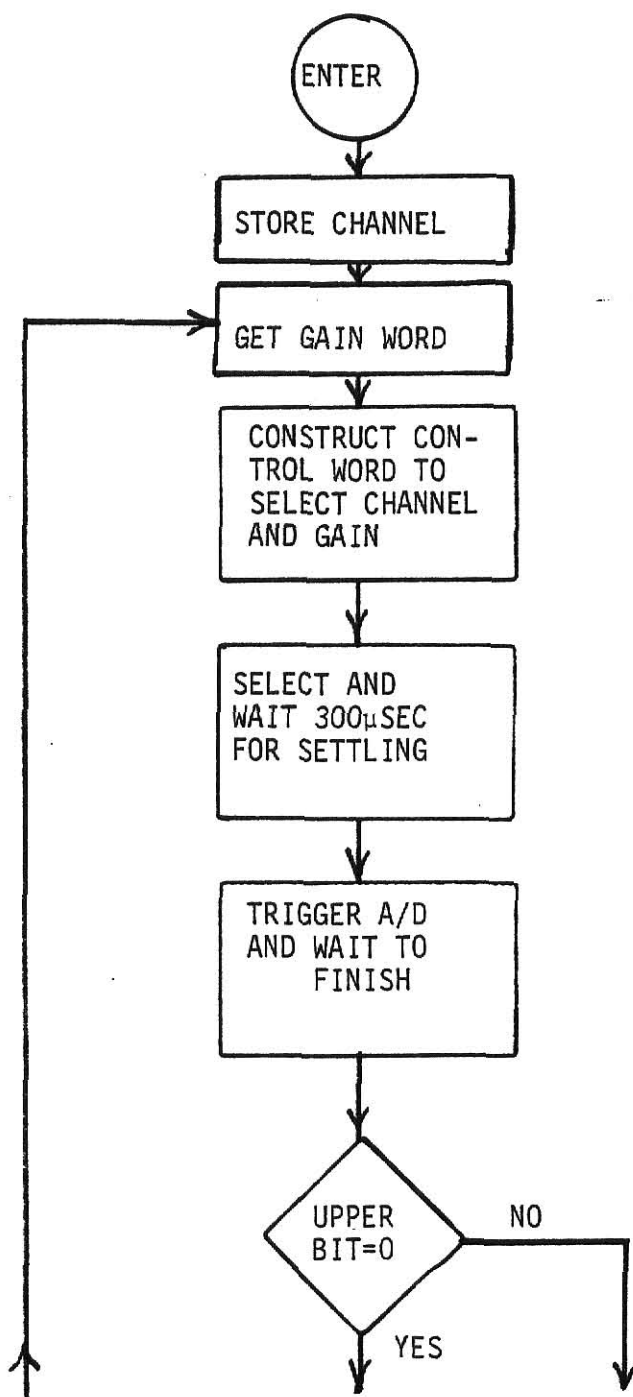 ENTER
STORE CHANNEL
GET GAIN WORD
CONSTRUCT CON-
TROL WORD TO
SELECT CHANNEL
AND GAIN
SELECT AND
WAIT 300µSEC
FOR SETTLING
TRIGGER A/D
AND WAIT TO
FINISH
UPPER
BIT=0
NO
YES